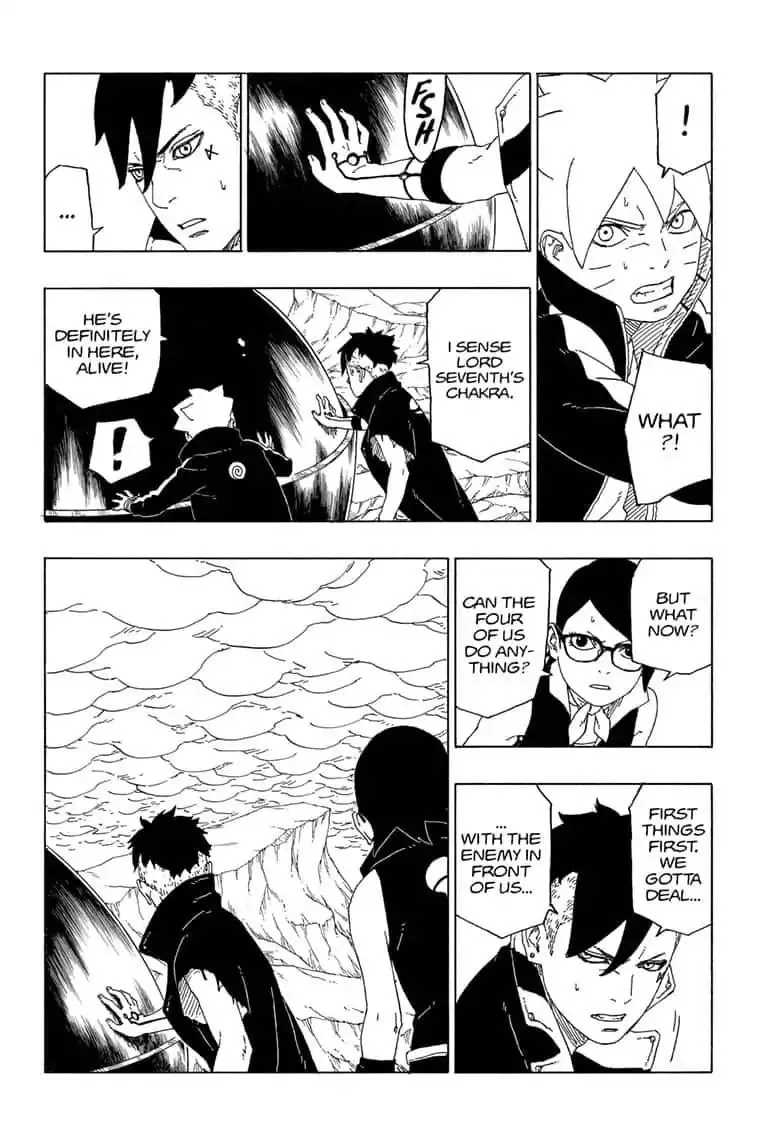 !
WHAT
?!
FSH
...
I SENSE
LORD
SEVENTH'S
CHAKRA.
HE'S
DEFINITELY
IN HERE,
ALIVE!
!
BUT
WHAT
NOW?
CAN THE
FOUR
OF US
DO ANY-
THING?
FIRST
THINGS
FIRST,
WE
GOTTA
DEAL...
...
WITH THE
ENEMY IN
FRONT
OF US...